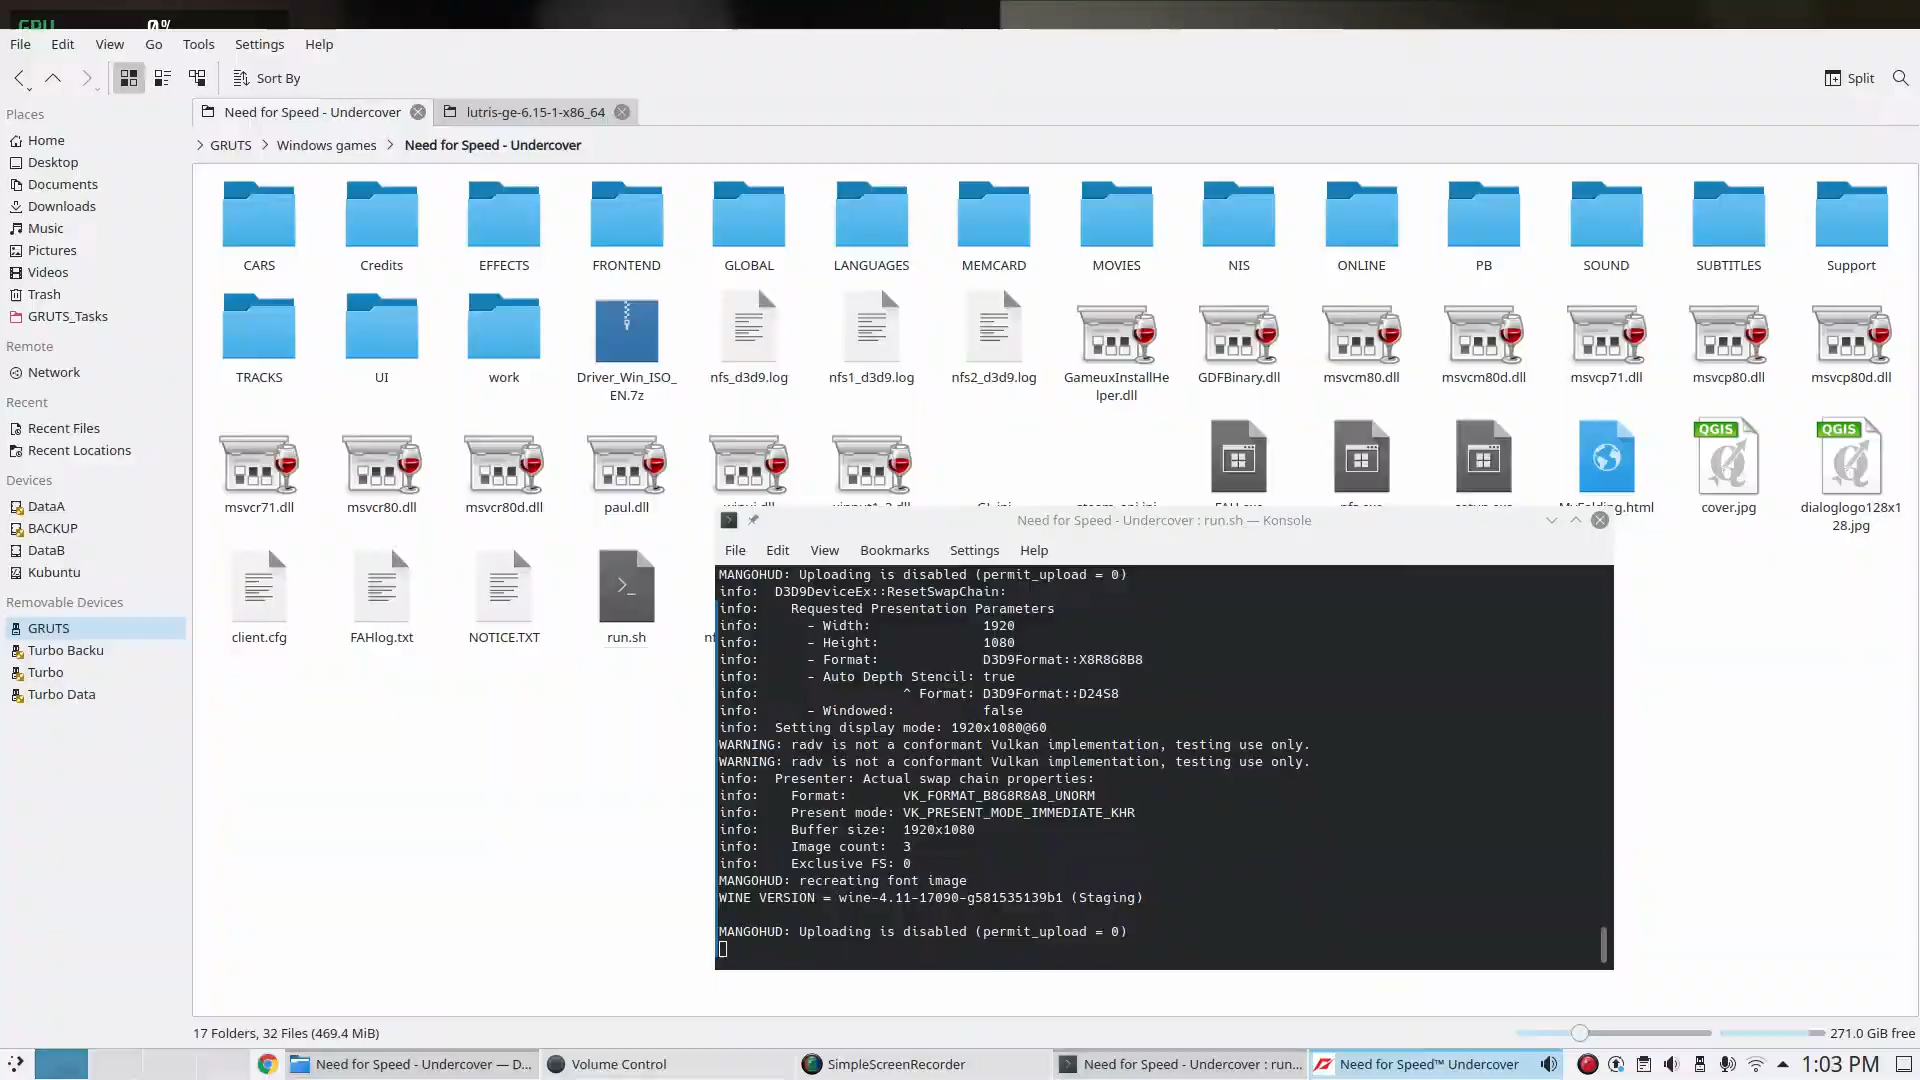 GPU 0%
File Edit View Go Tools Settings Help
Sort By
Split
Places
Home
Desktop
Documents
Downloads
Music
Pictures
Videos
Trash
GRUTS_Tasks
Remote
Network
Recent
Recent Files
Recent Locations
Devices
DataA
BACKUP
DataB
Kubuntu
Removable Devices
GRUTS
Turbo Backu
Turbo
Turbo Data
Need for Speed - Undercover
lutris-ge-6.15-1-x86_64
GRUTS > Windows games > Need for Speed - Undercover
CARS Credits EFFECTS FRONTEND GLOBAL LANGUAGES MEMCARD MOVIES NIS ONLINE PB SOUND SUBTITLES Support
TRACKS UI work Driver_Win_ISO_ nfs_d3d9.log nfs1_d3d9.log nfs2_d3d9.log GameuxInstallHe GDFBinary.dll msvcm80.dll msvcm80d.dll msvcp71.dll msvcp80.dll msvcp80d.dll
EN.7z lper.dll
QGIS QGIS
msvcr71.dll msvcr80.dll msvcr80d.dll paul.dll cover.jpg dialoglogo128x1
28.jpg
client.cfg FAHlog.txt NOTICE.TXT run.sh
Need for Speed - Undercover : run.sh — Konsole
File Edit View Bookmarks Settings Help
MANGOHUD: Uploading is disabled (permit_upload = 0)
info:  D3D9DeviceEx::ResetSwapChain:
info:    Requested Presentation Parameters
info:      - Width:              1920
info:      - Height:             1080
info:      - Format:             D3D9Format::X8R8G8B8
info:      - Auto Depth Stencil: true
info:                  ^ Format: D3D9Format::D24S8
info:      - Windowed:           false
info:  Setting display mode: 1920x1080@60
WARNING: radv is not a conformant Vulkan implementation, testing use only.
WARNING: radv is not a conformant Vulkan implementation, testing use only.
info:  Presenter: Actual swap chain properties:
info:    Format:       VK_FORMAT_B8G8R8A8_UNORM
info:    Present mode: VK_PRESENT_MODE_IMMEDIATE_KHR
info:    Buffer size:  1920x1080
info:    Image count:  3
info:    Exclusive FS: 0
MANGOHUD: recreating font image
WINE VERSION = wine-4.11-17090-g581535139b1 (Staging)
MANGOHUD: Uploading is disabled (permit_upload = 0)
17 Folders, 32 Files (469.4 MiB)
271.0 GiB free
Need for Speed - Undercover — D...
Volume Control
SimpleScreenRecorder
Need for Speed - Undercover : run...
Need for Speed™ Undercover
1:03 PM